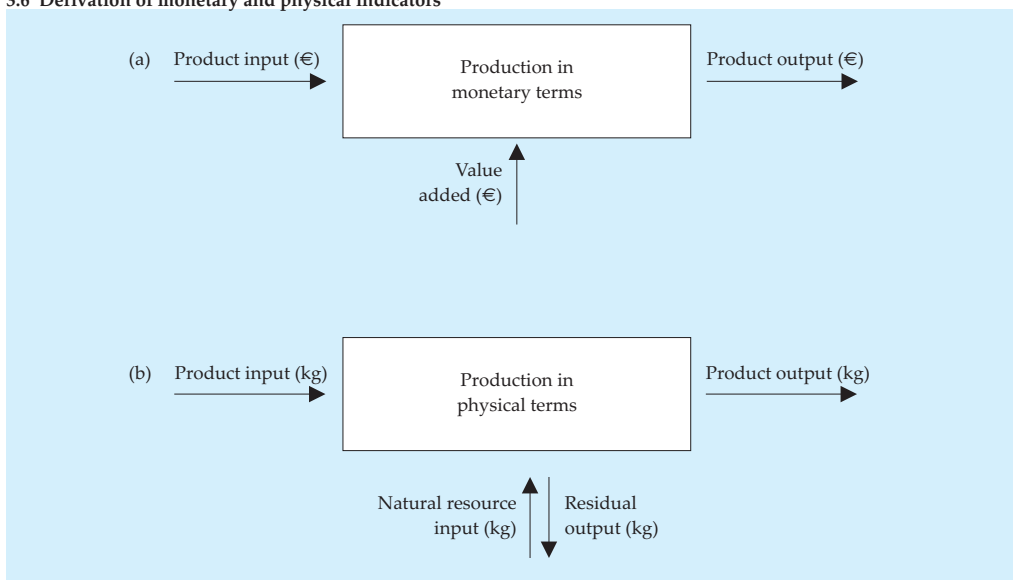 3.6 Derivation of monetary and physical indicators
(a) Product input (€)
Production in
monetary terms
Product output (€)
Value
added (€)
(b) Product input (kg)
Production in
physical terms
Product output (kg)
Natural resource
input (kg)
Residual
output (kg)